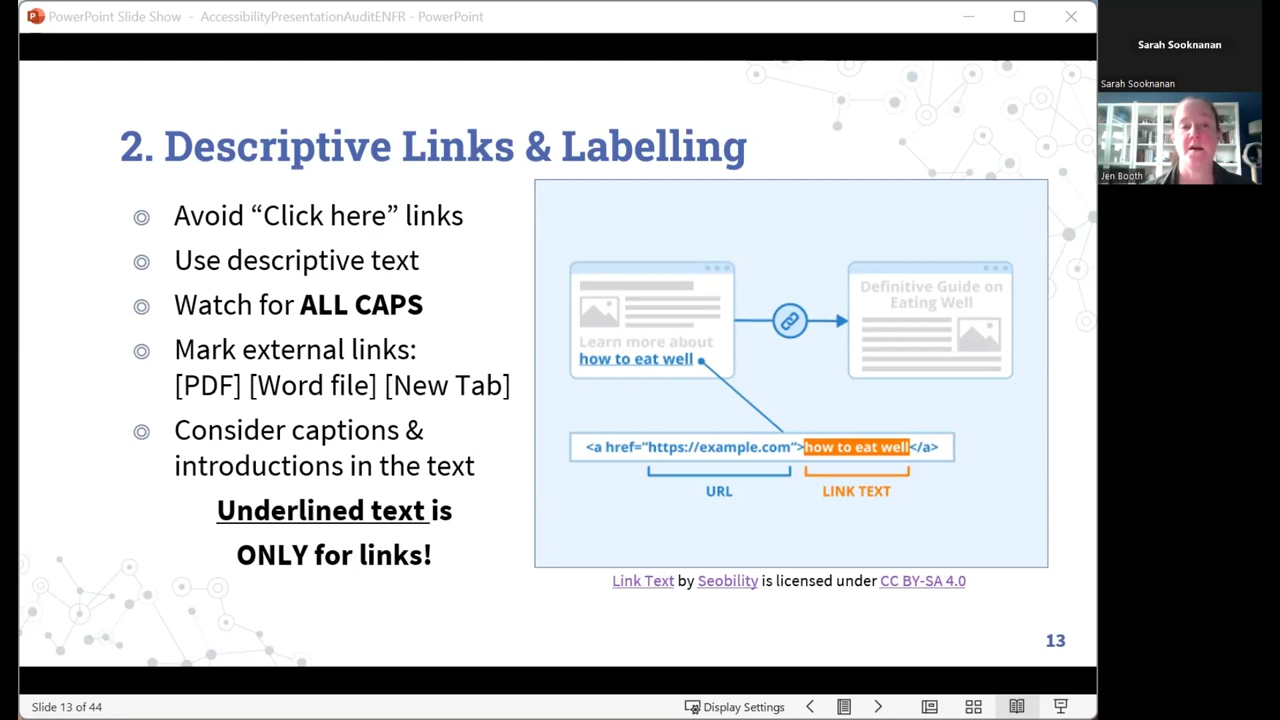 PowerPoint Slide Show - AccessibilityPresentationAuditENFR - PowerPoint
Sarah Sooknanan
Sarah Sooknanan
Jen Booth
2. Descriptive Links & Labelling
Avoid “Click here” links
Use descriptive text
Watch for ALL CAPS
Mark external links:
[PDF] [Word file] [New Tab]
Consider captions &
introductions in the text
Underlined text is
ONLY for links!
Learn more about
how to eat well
Definitive Guide on
Eating Well
<a href=“https://example.com“>how to eat well</a>
URL
LINK TEXT
Link Text by Seobility is licensed under CC BY-SA 4.0
13
Slide 13 of 44
Display Settings